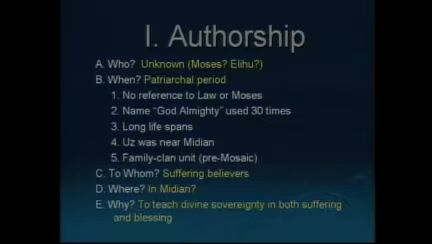 I. Authorship
A. Who? Unknown (Moses? Elihu?)
B. When? Patriarchal period
1. No reference to Law or Moses
2. Name "God Almighty" used 30 times
3. Long life spans
4. Uz was near Midian
5. Family-clan unit (pre-Mosaic)
C. To Whom? Suffering believers
D. Where? In Midian?
E. Why? To teach divine sovereignty in both suffering
and blessing